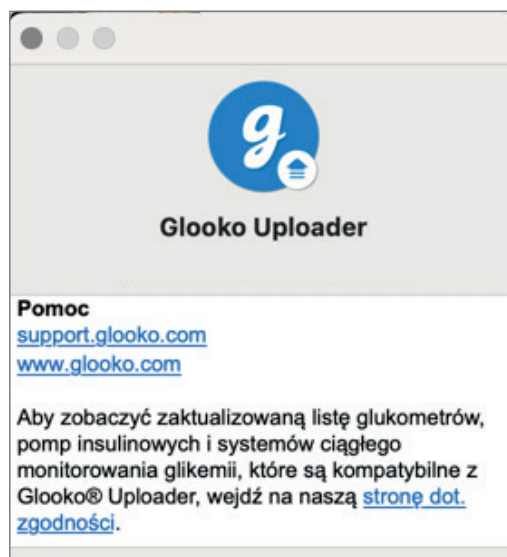 g
Glooko Uploader
Pomoc
support.glooko.com
www.glooko.com
Aby zobaczyć zaktualizowaną listę glukometrów,
pomp insulinowych i systemów ciągłego
monitorowania glikemii, które są kompatybilne z
Glooko® Uploader, wejdź na naszą stronę dot.
zgodności.